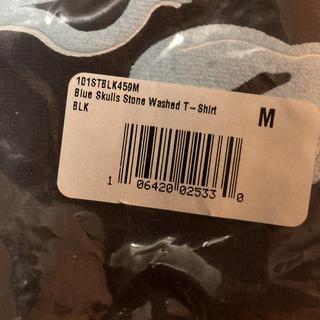 101STBLK459M
Blue Skulls Stone Washed T-Shirt
BLK
M
1 06420 02533 0